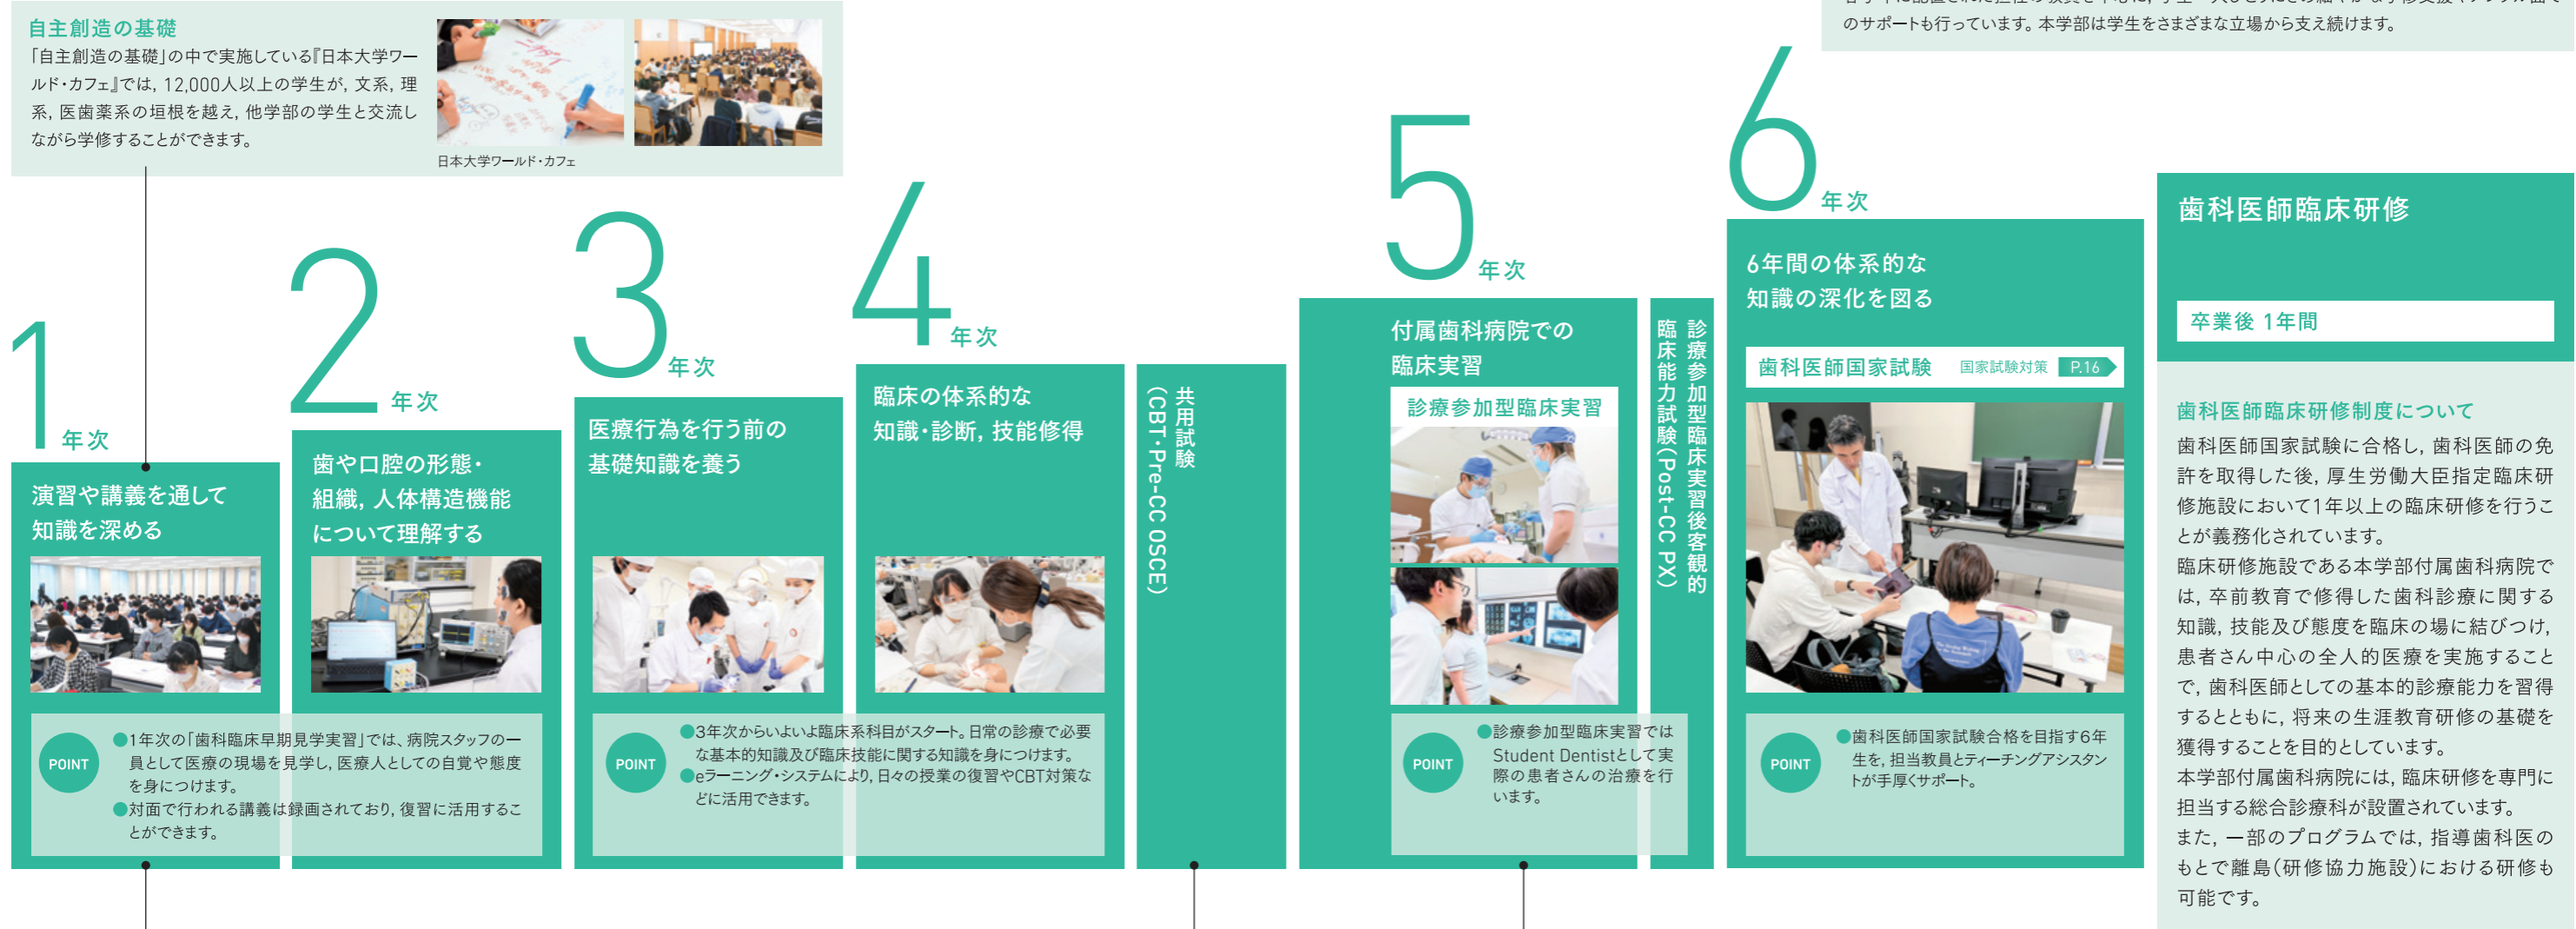 自主創造の基礎
「自主創造の基礎」の中で実施している『日本大学ワー
ルド・カフェ』では, 12,000人以上の学生が, 文系, 理
系, 医歯薬系の垣根を越え, 他学部の学生と交流し
ながら学修することができます。
日本大学ワールド・カフェ
のサポートも行っています。本学部は学生をさまざまな立場から支え続けます。
1年次
演習や講義を通して
知識を深める
2年次
歯や口腔の形態・
組織, 人体構造機能
について理解する
POINT
●1年次の「歯科臨床早期見学実習」では、病院スタッフの一
員として医療の現場を見学し, 医療人としての自覚や態度
を身につけます。
●対面で行われる講義は録画されており, 復習に活用するこ
とができます。
3年次
医療行為を行う前の
基礎知識を養う
4年次
臨床の体系的な
知識・診断, 技能修得
POINT
●3年次からいよいよ臨床系科目がスタート。日常の診療で必要
な基本的知識及び臨床技能に関する知識を身につけます。
●eラーニング・システムにより, 日々の授業の復習やCBT対策な
どに活用できます。
共用試験
(CBT・Pre-CC OSCE)
5年次
付属歯科病院での
臨床実習
診療参加型臨床実習
POINT
●診療参加型臨床実習では
Student Dentistとして実
際の患者さんの治療を行
います。
診療参加型臨床実習後客観的
臨床能力試験(Post-CC PX)
6年次
6年間の体系的な
知識の深化を図る
歯科医師国家試験 国家試験対策 P.16
POINT
●歯科医師国家試験合格を目指す6年
生を, 担当教員とティーチングアシスタン
トが手厚くサポート。
歯科医師臨床研修
卒業後 1年間
歯科医師臨床研修制度について
歯科医師国家試験に合格し, 歯科医師の免
許を取得した後, 厚生労働大臣指定臨床研
修施設において1年以上の臨床研修を行うこ
とが義務化されています。
臨床研修施設である本学部付属歯科病院で
は, 卒前教育で修得した歯科診療に関する
知識, 技能及び態度を臨床の場に結びつけ,
患者さん中心の全人的医療を実施すること
で, 歯科医師としての基本的診療能力を習得
するとともに, 将来の生涯教育研修の基礎を
獲得することを目的としています。
本学部付属歯科病院には, 臨床研修を専門に
担当する総合診療科が設置されています。
また, 一部のプログラムでは, 指導歯科医の
もとで離島(研修協力施設)における研修も
可能です。